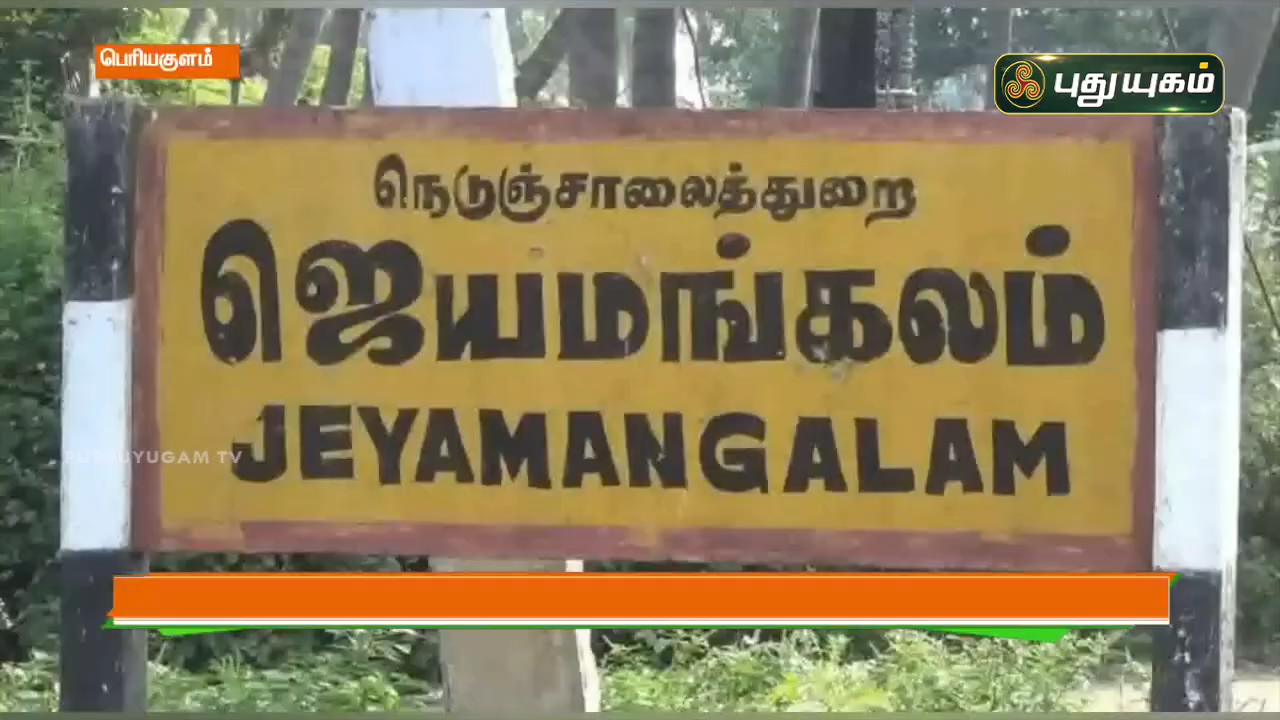 பெரியகுளம்
புதுயுகம்
நெடுஞ்சாலைத்துறை
ஜெயமங்கலம்
JEYAMANGALAM
PUTHUYUGAM TV